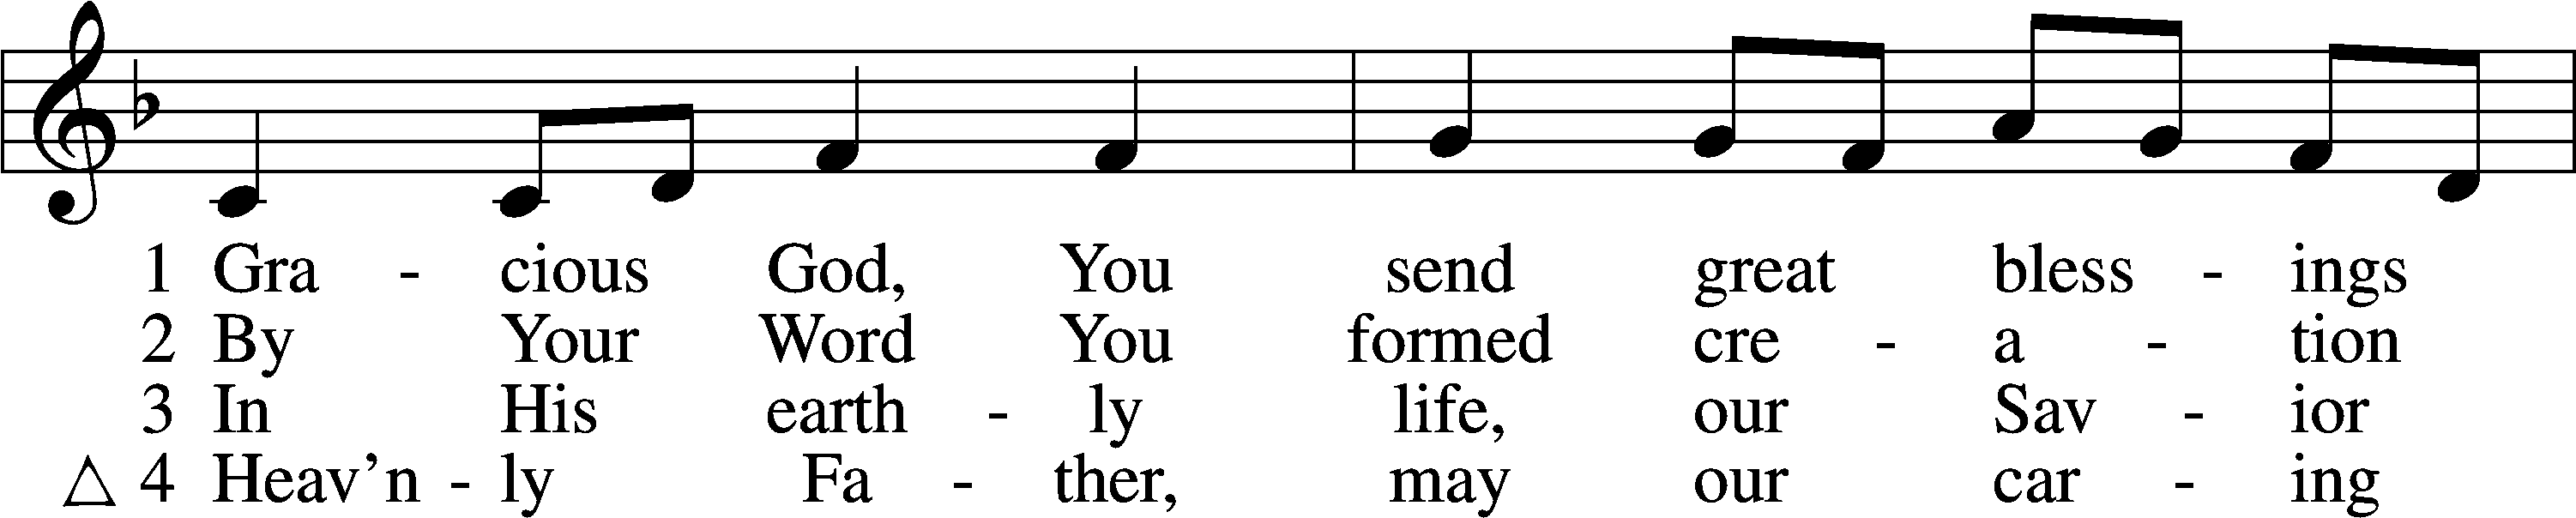 1 Gra - cious God, You send great bless - ings
2 By Your Word You formed cre - a - tion
3 In His earth - ly life, our Sav - ior
△ 4 Heav’n - ly Fa - ther, may our car - ing